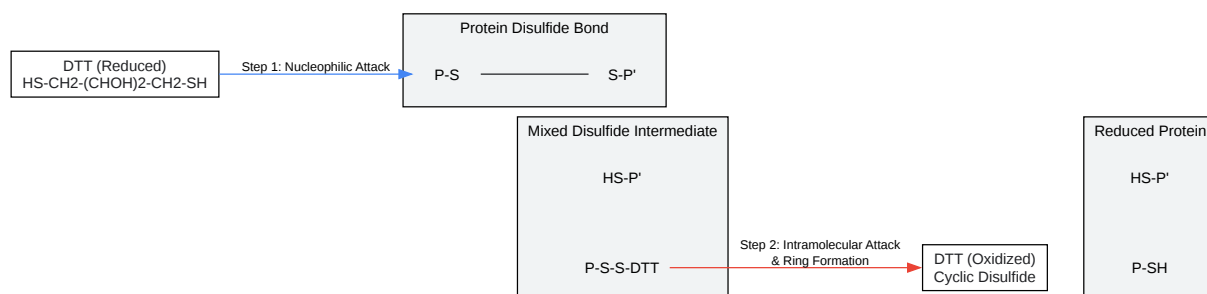 Protein Disulfide Bond
DTT (Reduced)
HS-CH2-(CHOH)2-CH2-SH
Step 1: Nucleophilic Attack
P-S
S-P'
Mixed Disulfide Intermediate
HS-P'
P-S-S-DTT
Step 2: Intramolecular Attack
& Ring Formation
DTT (Oxidized)
Cyclic Disulfide
Reduced Protein
HS-P'
P-SH